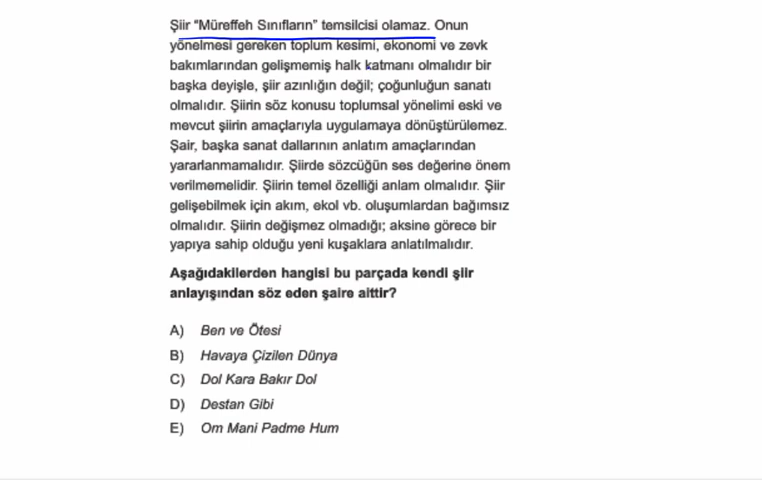 Şiir “Müreffeh Sınıfların” temsilcisi olamaz. Onun
yönelmesi gereken toplum kesimi, ekonomi ve zevk
bakımlarından gelişmemiş halk katmanı olmalıdır bir
başka deyişle, şiir azınlığın değil; çoğunluğun sanatı
olmalıdır. Şiirin söz konusu toplumsal yönelimi eski ve
mevcut şiirin amaçlarıyla uygulamaya dönüştürülemez.
Şair, başka sanat dallarının anlatım amaçlarından
yararlanmamalıdır. Şiirde sözcüğün ses değerine önem
verilmemelidir. Şiirin temel özelliği anlam olmalıdır. Şiir
gelişebilmek için akım, ekol vb. oluşumlardan bağımsız
olmalıdır. Şiirin değişmez olmadığı; aksine görece bir
yapıya sahip olduğu yeni kuşaklara anlatılmalıdır.
Aşağıdakilerden hangisi bu parçada kendi şiir
anlayışından söz eden şaire aittir?
A) Ben ve Ötesi
B) Havaya Çizilen Dünya
C) Dol Kara Bakır Dol
D) Destan Gibi
E) Om Mani Padme Hum